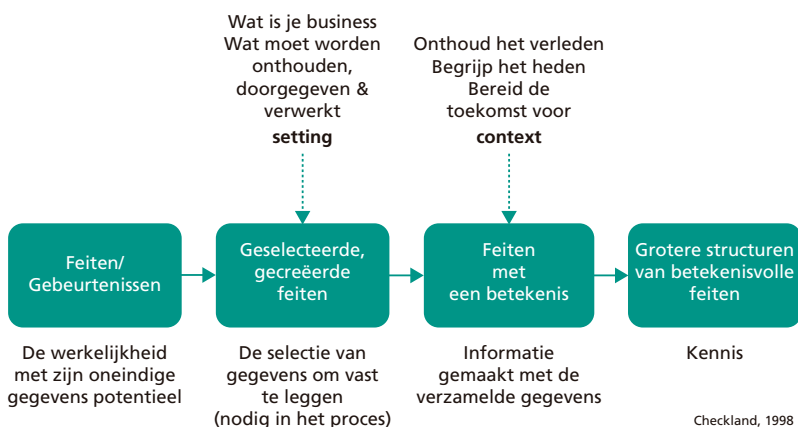 Wat is je business
Wat moet worden
onthouden,
doorgegeven &
verwerkt
setting
Onthoud het verleden
Begrijp het heden
Bereid de
toekomst voor
context
Feiten/
Gebeurtenissen
Geselecteerde,
gecreëerde
feiten
Feiten
met
een betekenis
Grotere structuren
van betekenisvolle
feiten
De werkelijkheid
met zijn oneindige
gegevens potentieel
De selectie van
gegevens om vast
te leggen
(nodig in het proces)
Informatie
gemaakt met de
verzamelde gegevens
Kennis
Checkland, 1998